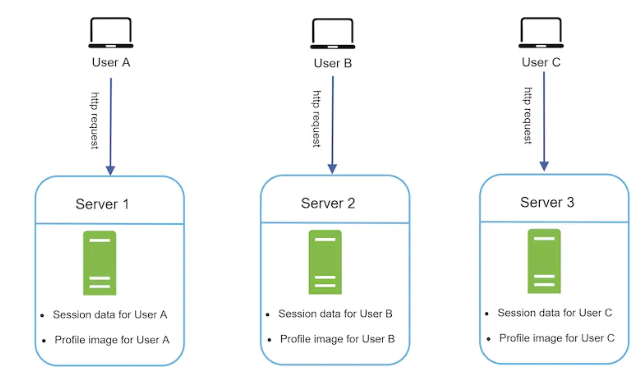 User A
User B
User C
http request
http request
http request
Server 1
Server 2
Server 3
• Session data for User A
• Profile image for User A
• Session data for User B
• Profile image for User B
• Session data for User C
• Profile image for User C